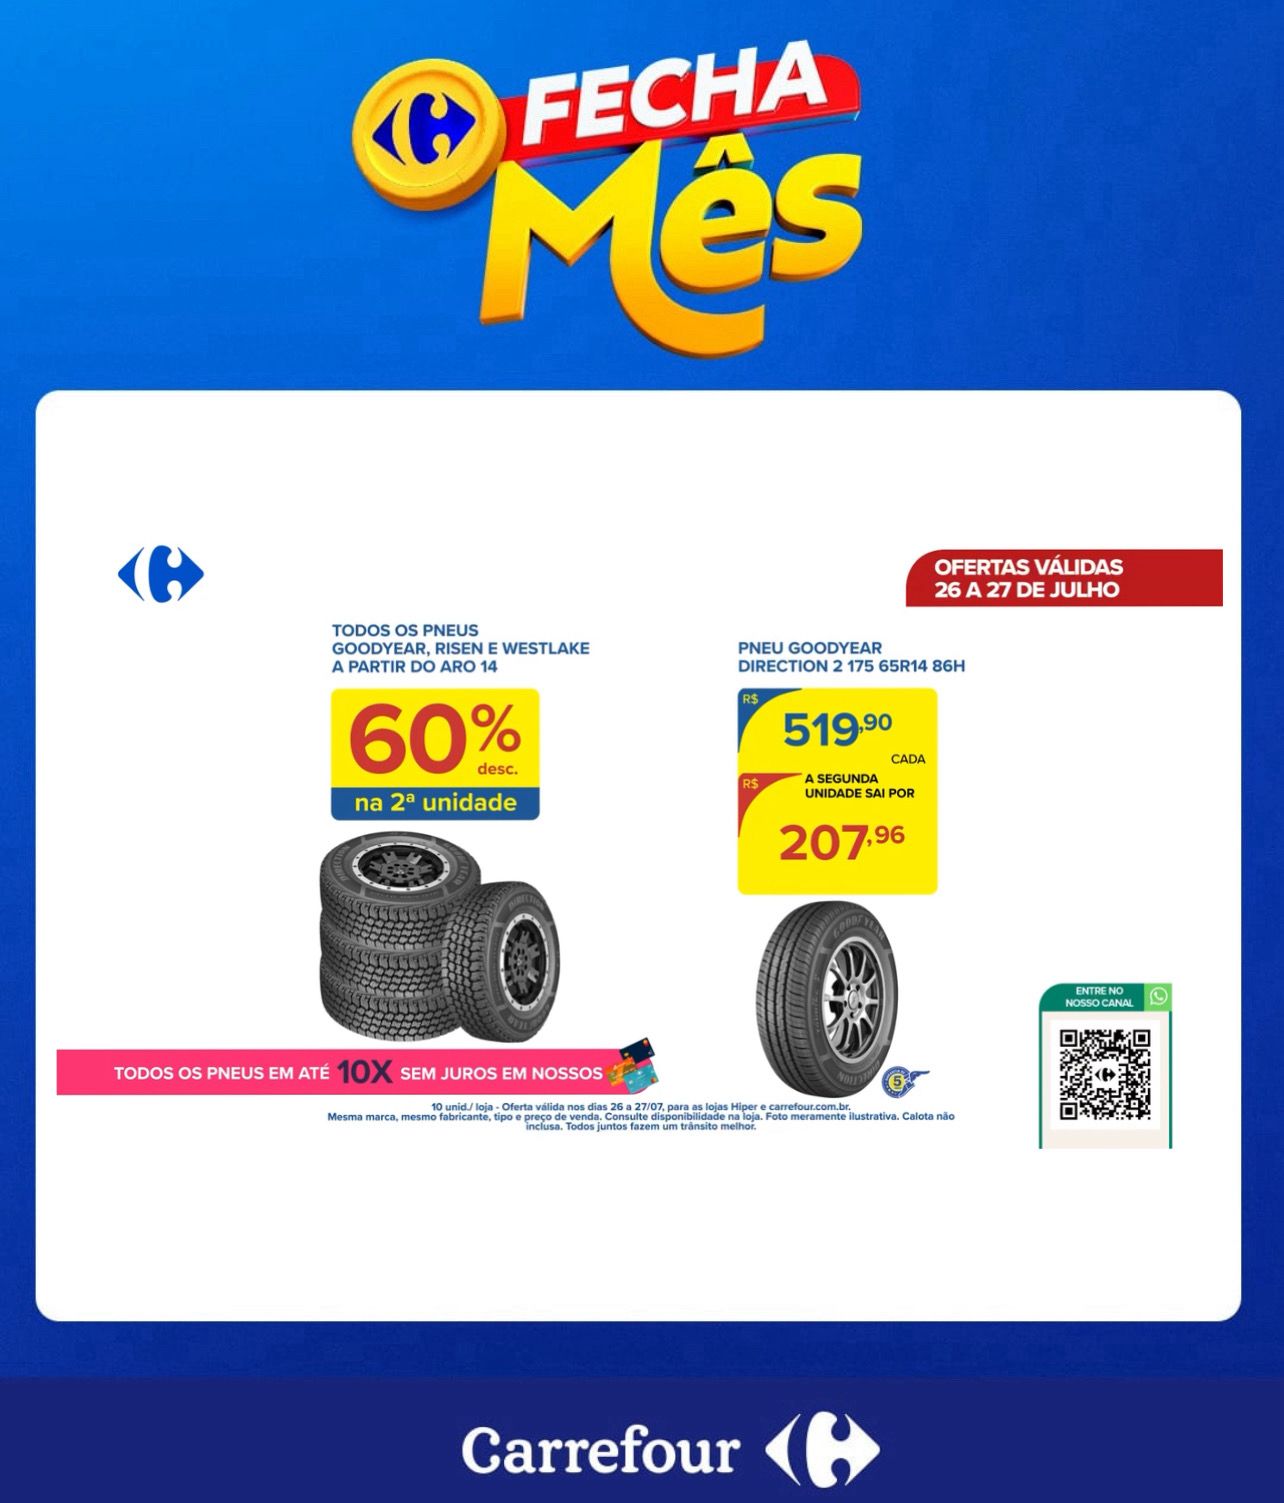 FECHA
Mês
OFERTAS VÁLIDAS
26 A 27 DE JULHO
TODOS OS PNEUS
GOODYEAR, RISEN E WESTLAKE
A PARTIR DO ARO 14
60%
desc.
na 2ª unidade
PNEU GOODYEAR
DIRECTION 2 175 65R14 86H
R$
519,90
CADA
R$
A SEGUNDA
UNIDADE SAI POR
207,96
DIRECTION
GOODYEAR
DIRECTION
5
ENTRE NO
NOSSO CANAL
TODOS OS PNEUS EM ATÉ 10X SEM JUROS EM NOSSOS
10 unid./ loja - Oferta válida nos dias 26 a 27/07, para as lojas Hiper e carrefour.com.br.
Mesma marca, mesmo fabricante, tipo e preço de venda. Consulte disponibilidade na loja. Foto meramente ilustrativa. Calota não
inclusa. Todos juntos fazem um trânsito melhor.
Carrefour